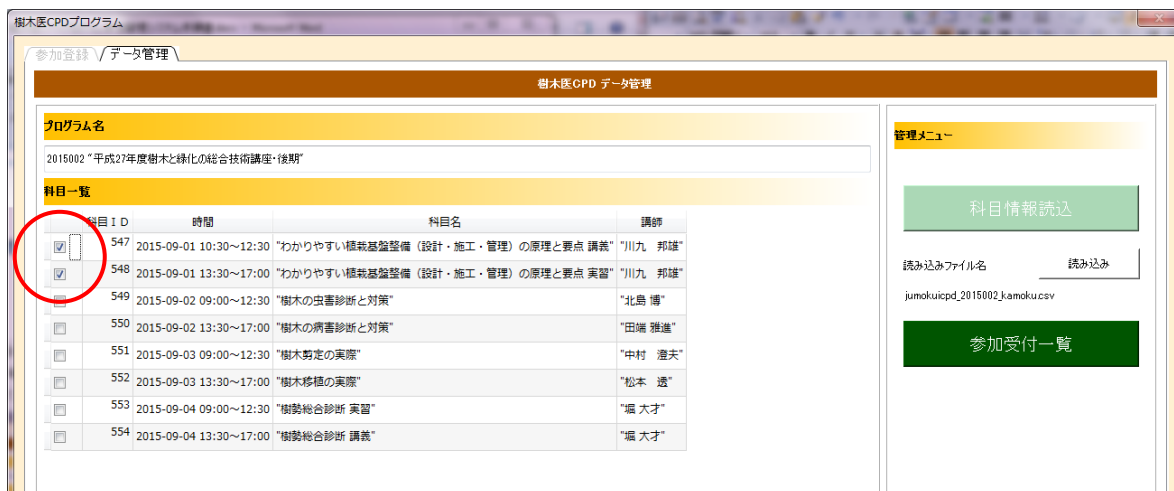 樹木医CPDプログラム
参加登録 データ管理
樹木医CPD データ管理
プログラム名
2015002 "平成27年度樹木と緑化の総合技術講座・後期"
科目一覧
科目ID 時間 科目名 講師
547 2015-09-01 10:30～12:30 "わかりやすい植栽基盤整備（設計・施工・管理）の原理と要点 講義" "川九　邦雄"
548 2015-09-01 13:30～17:00 "わかりやすい植栽基盤整備（設計・施工・管理）の原理と要点 実習" "川九　邦雄"
549 2015-09-02 09:00～12:30 "樹木の虫害診断と対策" "北島 博"
550 2015-09-02 13:30～17:00 "樹木の病害診断と対策" "田端 雅進"
551 2015-09-03 09:00～12:30 "樹木剪定の実際" "中村　澄夫"
552 2015-09-03 13:30～17:00 "樹木移植の実際" "松本　透"
553 2015-09-04 09:00～12:30 "樹勢総合診断 実習" "堀 大才"
554 2015-09-04 13:30～17:00 "樹勢総合診断 講義" "堀 大才"
管理メニュー
科目情報読込
読み込みファイル名 読み込み
jumokuicpd_2015002_kamoku.csv
参加受付一覧